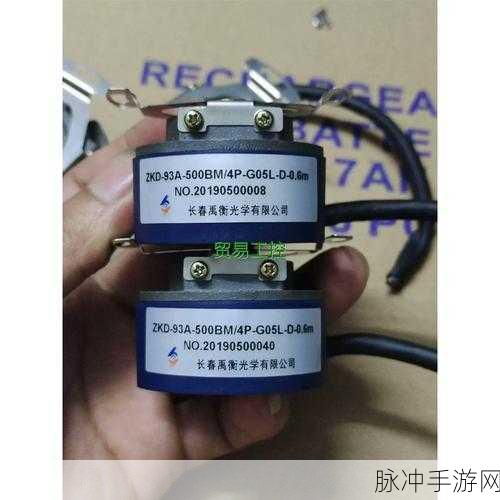 RECHARGEA
BATTE
7A
ZKD-93A-500BM/4P-G05L-D-0.6m
NO.20190500008
长春禹衡光学有限公司
贸易工控
ZKD-93A-500BM/4P-G05L-D-0.6m
NO.20190500040
长春禹衡光学有限公司
脉冲手游网